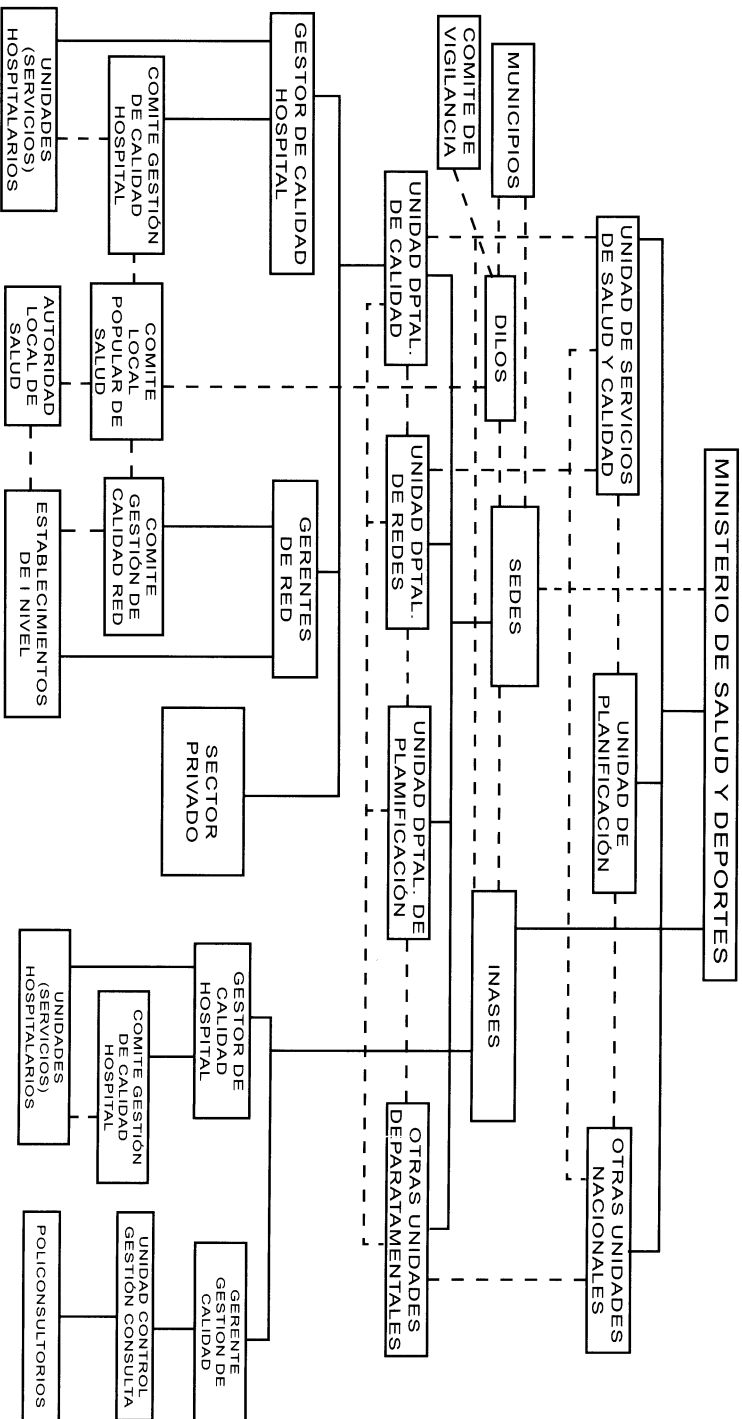 MINISTERIO DE SALUD Y DEPORTES
UNIDAD DE SERVICIOS
DE SALUD Y CALIDAD
UNIDAD DE
PLANIFICACIÓN
OTRAS UNIDADES
NACIONALES
MUNICIPIOS
COMITE DE
VIGILANCIA
DILOS
SEDES
INASES
UNIDAD DPTAL.
DE CALIDAD
UNIDAD DPTAL.
DE REDES
UNIDAD DPTAL. DE
PLAMIFICACIÓN
OTRAS UNIDADES
DEPARATAMENTALES
GESTOR DE CALIDAD
HOSPITAL
GERENTES
DE RED
SECTOR
PRIVADO
GESTOR DE
CALIDAD
HOSPITAL
GERENTE
GESTION DE
CALIDAD
COMITE GESTIÓN
DE CALIDAD
HOSPITAL
COMITE
LOCAL
POPULAR DE
SALUD
COMITE
GESTIÓN DE
CALIDAD RED
COMITE GESTIÓN
DE CALIDAD
HOSPITAL
UNIDAD CONTROL
GESTIÓN CONSULTA
UNIDADES
(SERVICIOS)
HOSPITALARIOS
AUTORIDAD
LOCAL DE
SALUD
ESTABLECIMIENTOS
DE I NIVEL
UNIDADES
(SERVICIOS)
HOSPITALARIOS
POLICONSULTORIOS